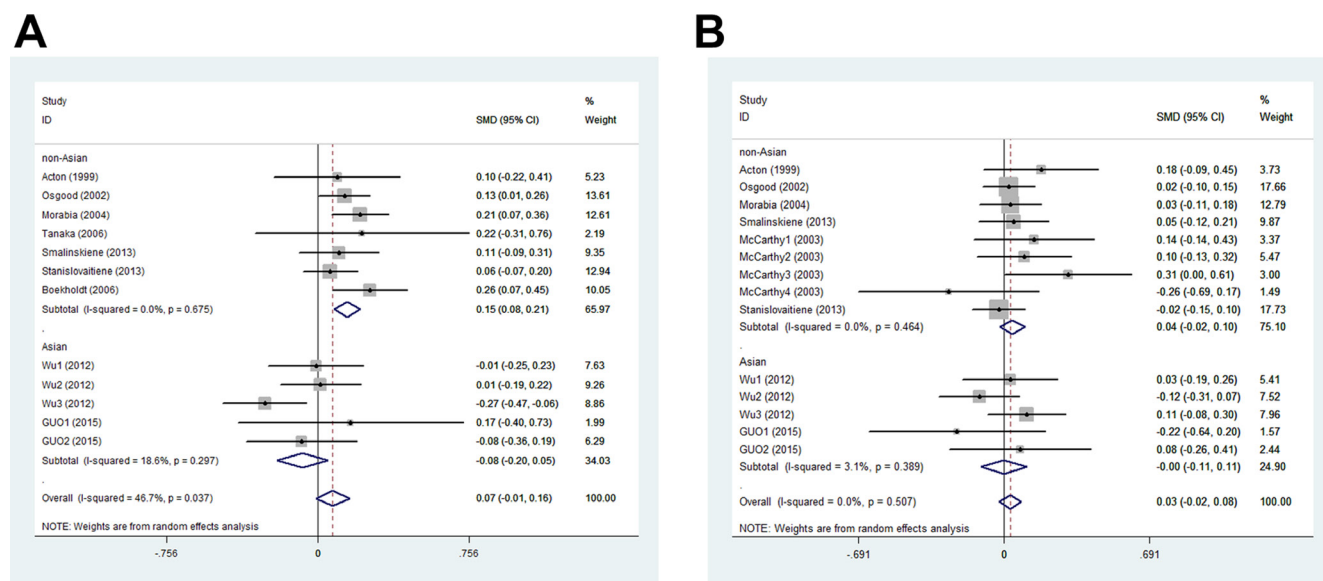 A
Study %
ID SMD (95% CI) Weight
non-Asian
Acton (1999) 0.10 (-0.22, 0.41) 5.23
Osgood (2002) 0.13 (0.01, 0.26) 13.61
Morabia (2004) 0.21 (0.07, 0.36) 12.61
Tanaka (2006) 0.22 (-0.31, 0.76) 2.19
Smalinskiene (2013) 0.11 (-0.09, 0.31) 9.35
Stanislovaitiene (2013) 0.06 (-0.07, 0.20) 12.94
Boekholdt (2006) 0.26 (0.07, 0.45) 10.05
Subtotal (I-squared = 0.0%, p = 0.675) 0.15 (0.08, 0.21) 65.97
.
Asian
Wu1 (2012) -0.01 (-0.25, 0.23) 7.63
Wu2 (2012) 0.01 (-0.19, 0.22) 9.26
Wu3 (2012) -0.27 (-0.47, -0.06) 8.86
GUO1 (2015) 0.17 (-0.40, 0.73) 1.99
GUO2 (2015) -0.08 (-0.36, 0.19) 6.29
Subtotal (I-squared = 18.6%, p = 0.297) -0.08 (-0.20, 0.05) 34.03
.
Overall (I-squared = 46.7%, p = 0.037) 0.07 (-0.01, 0.16) 100.00
NOTE: Weights are from random effects analysis
-.756 0 .756
B
Study %
ID SMD (95% CI) Weight
non-Asian
Acton (1999) 0.18 (-0.09, 0.45) 3.73
Osgood (2002) 0.02 (-0.10, 0.15) 17.66
Morabia (2004) 0.03 (-0.11, 0.18) 12.79
Smalinskiene (2013) 0.05 (-0.12, 0.21) 9.87
McCarthy1 (2003) 0.14 (-0.14, 0.43) 3.37
McCarthy2 (2003) 0.10 (-0.13, 0.32) 5.47
McCarthy3 (2003) 0.31 (0.00, 0.61) 3.00
McCarthy4 (2003) -0.26 (-0.69, 0.17) 1.49
Stanislovaitiene (2013) -0.02 (-0.15, 0.10) 17.73
Subtotal (I-squared = 0.0%, p = 0.464) 0.04 (-0.02, 0.10) 75.10
.
Asian
Wu1 (2012) 0.03 (-0.19, 0.26) 5.41
Wu2 (2012) -0.12 (-0.31, 0.07) 7.52
Wu3 (2012) 0.11 (-0.08, 0.30) 7.96
GUO1 (2015) -0.22 (-0.64, 0.20) 1.57
GUO2 (2015) 0.08 (-0.26, 0.41) 2.44
Subtotal (I-squared = 3.1%, p = 0.389) -0.00 (-0.11, 0.11) 24.90
.
Overall (I-squared = 0.0%, p = 0.507) 0.03 (-0.02, 0.08) 100.00
NOTE: Weights are from random effects analysis
-.691 0 .691